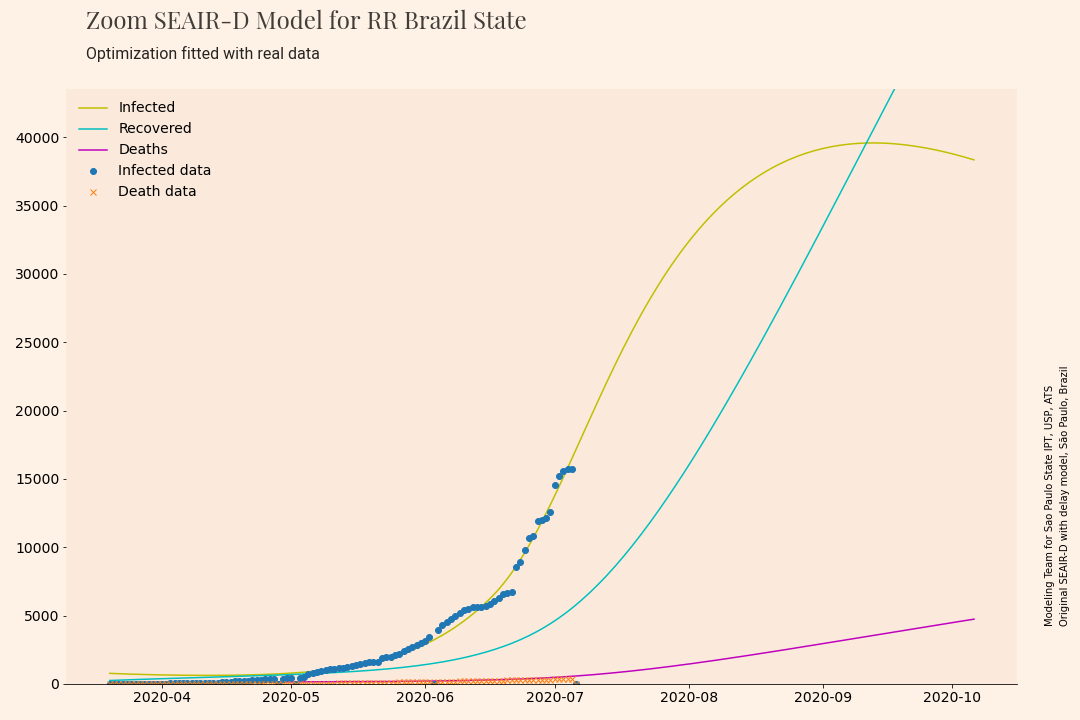 Zoom SEAIR-D Model for RR Brazil State
Optimization fitted with real data
Infected
Recovered
Deaths
Infected data
Death data
40000
35000
30000
25000
20000
15000
10000
5000
0
2020-04 2020-05 2020-06 2020-07 2020-08 2020-09 2020-10
Modeling Team for Sao Paulo State IPT, USP, ATS
Original SEAIR-D with delay model, São Paulo, Brazil